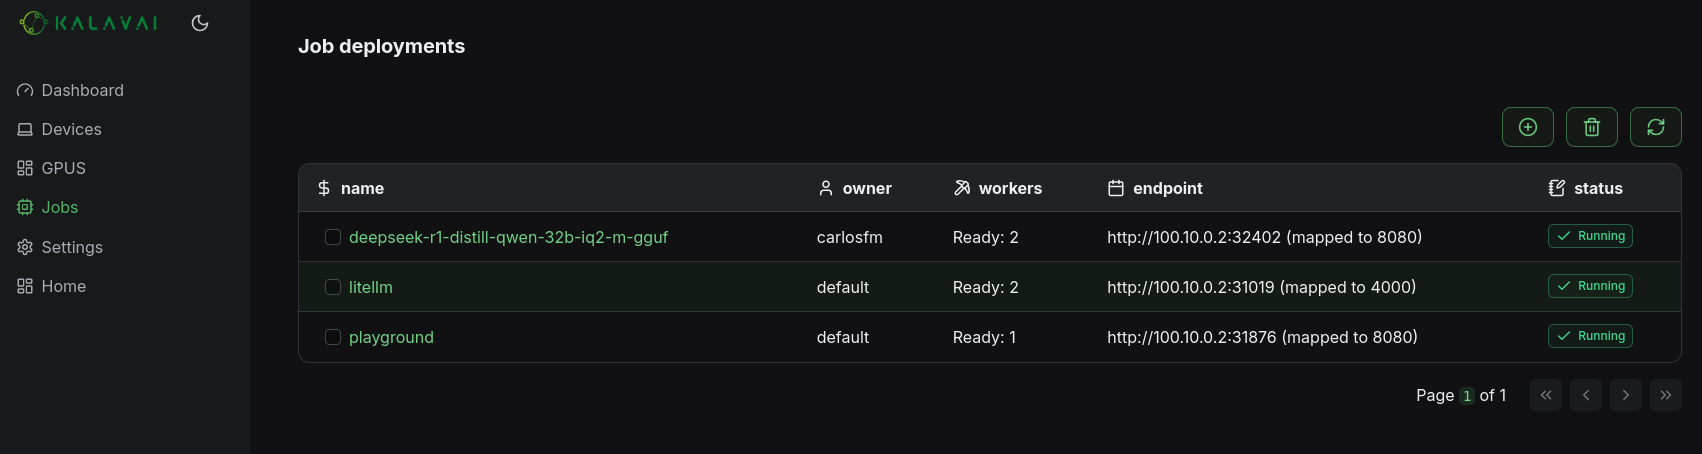 KALAVAI
Dashboard
Devices
GPUS
Jobs
Settings
Home
Job deployments
name owner workers endpoint status
deepseek-r1-distill-qwen-32b-iq2-m-gguf carlosfm Ready: 2 http://100.10.0.2:32402 (mapped to 8080) Running
litellm default Ready: 2 http://100.10.0.2:31019 (mapped to 4000) Running
playground default Ready: 1 http://100.10.0.2:31876 (mapped to 8080) Running
Page 1 of 1